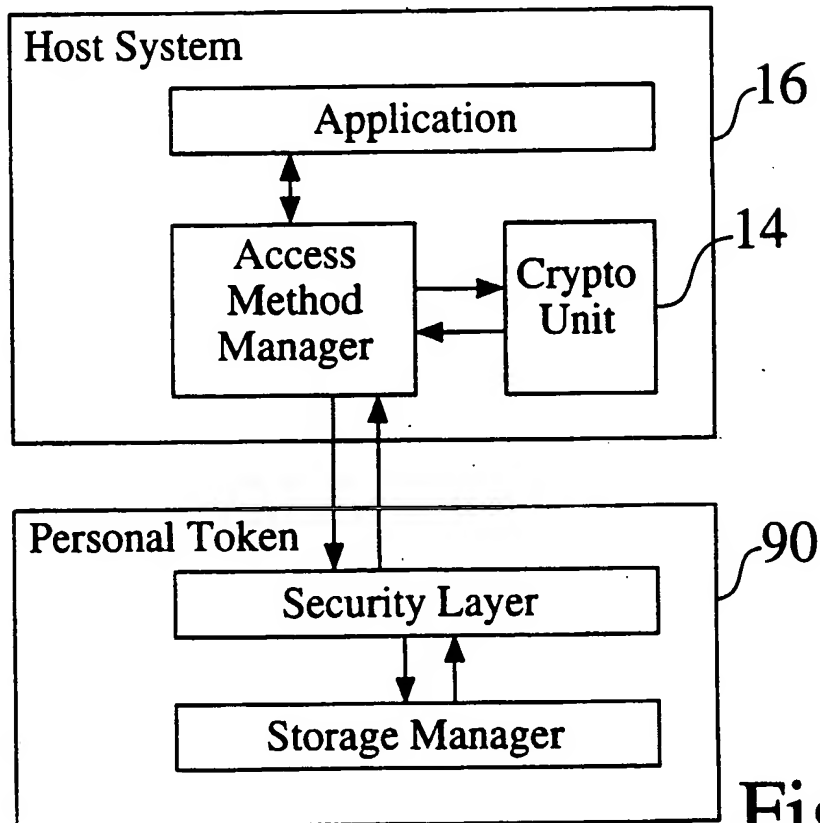 Host System
Application
16
Access
Method
Manager
Crypto
Unit
14
Personal Token
90
Security Layer
Storage Manager